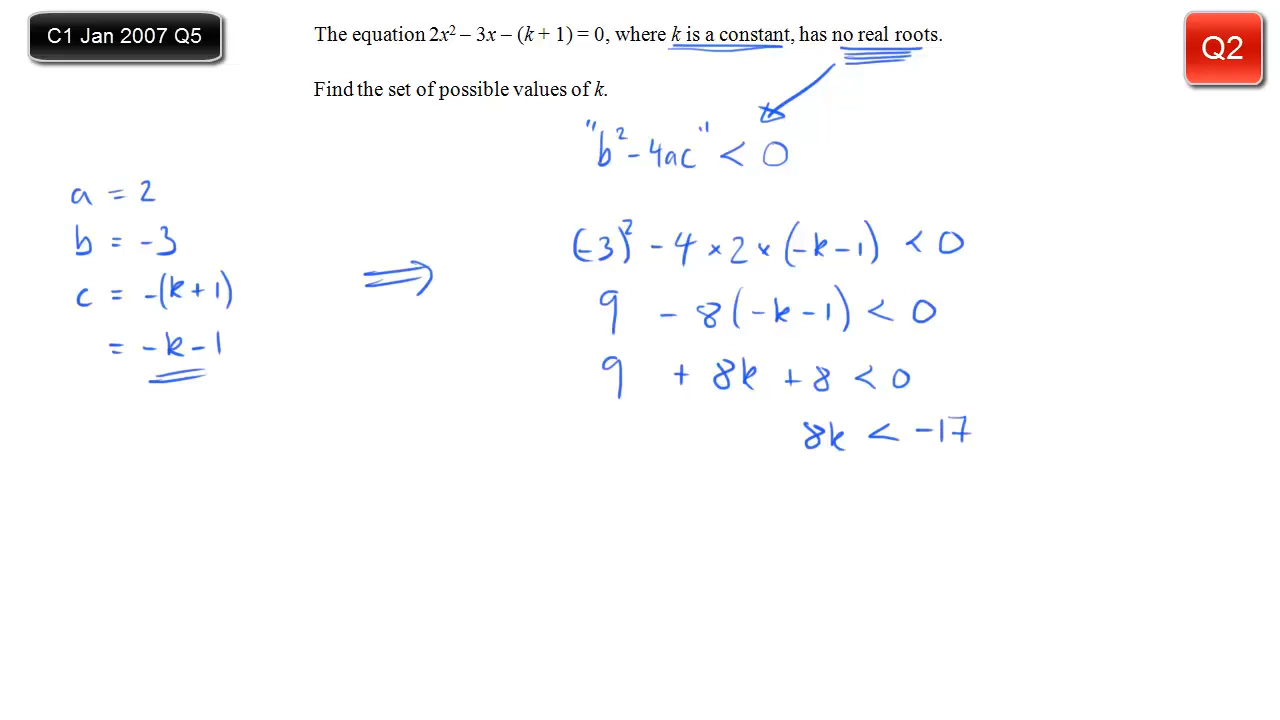 C1 Jan 2007 Q5
The equation 2x² – 3x – (k + 1) = 0, where k is a constant, has no real roots.
Q2
Find the set of possible values of k.
"b² - 4ac" < 0
a = 2
b = -3
c = -(k + 1)
= -k - 1
⟹
(-3)² - 4 × 2 × (-k - 1) < 0
9 - 8(-k - 1) < 0
9 + 8k + 8 < 0
8k < -17